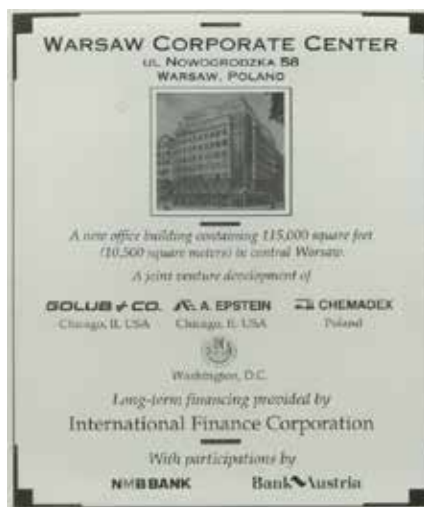 WARSAW CORPORATE CENTER
UL. NOWOGRODZKA 58
WARSAW, POLAND
A new office building containing 115,000 square feet
(10,500 square meters) in central Warsaw.
A joint venture development of
GOLUB & CO. A. EPSTEIN CHEMADEX
Chicago, IL USA Chicago, IL USA Poland
Washington, D.C.
Long-term financing provided by
International Finance Corporation
With participations by
NMB BANK Bank Austria